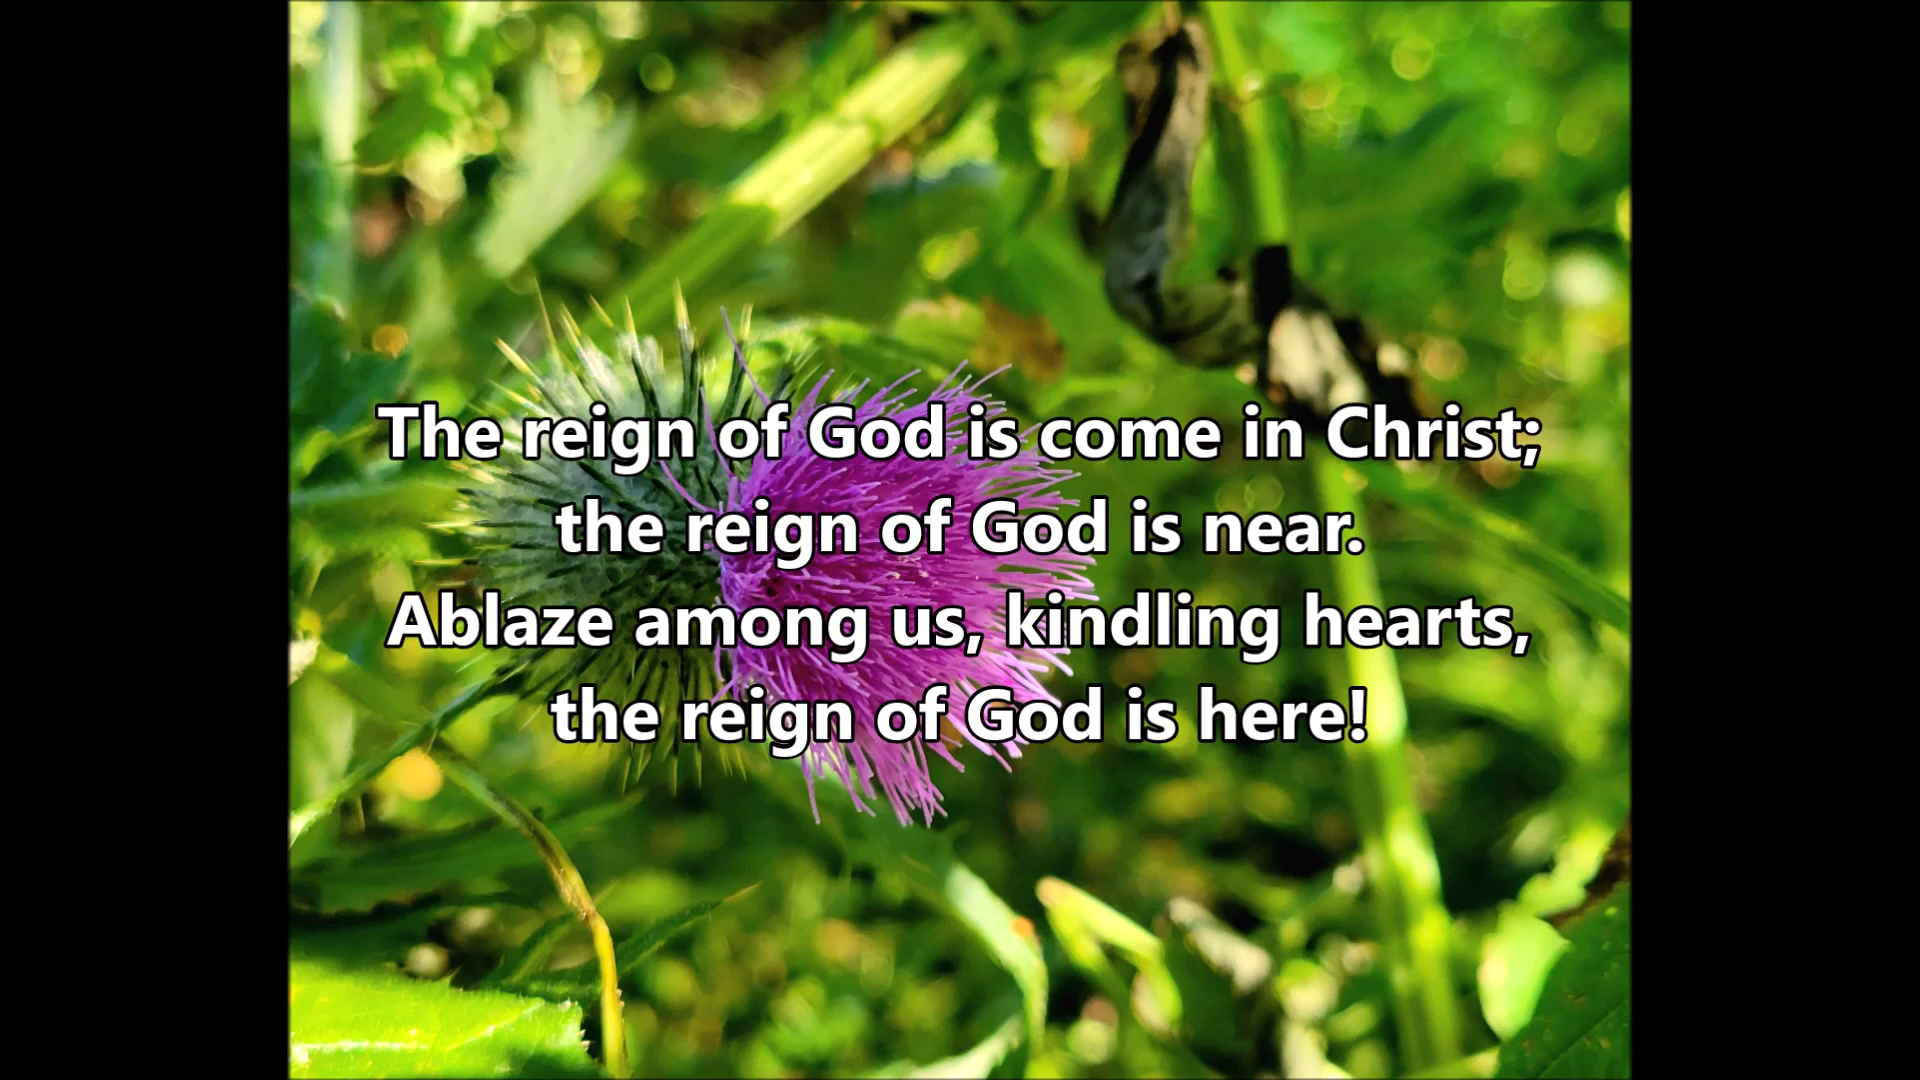 The reign of God is come in Christ;
the reign of God is near.
Ablaze among us, kindling hearts,
the reign of God is here!